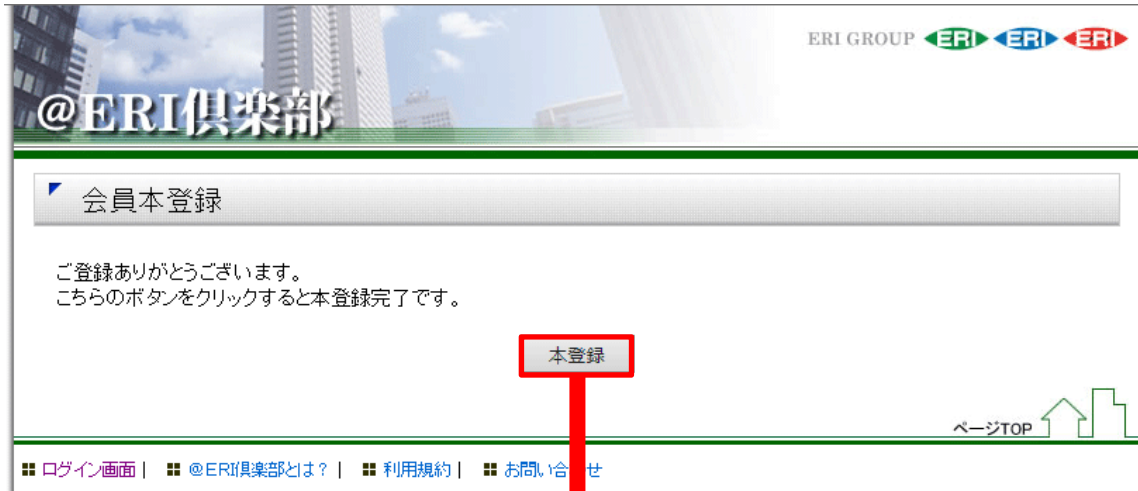 ERI GROUP ERI ERI ERI
@ERI倶楽部
会員本登録
ご登録ありがとうございます。
こちらのボタンをクリックすると本登録完了です。
本登録
ページTOP
ログイン画面 | @ERI倶楽部とは? | 利用規約 | お問い合 せ